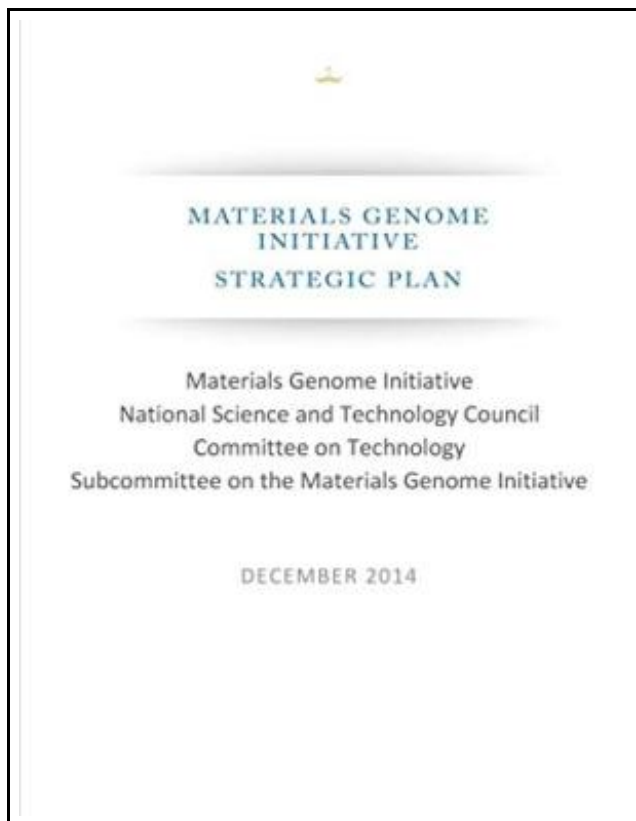 MATERIALS GENOME
INITIATIVE
STRATEGIC PLAN
Materials Genome Initiative
National Science and Technology Council
Committee on Technology
Subcommittee on the Materials Genome Initiative
DECEMBER 2014